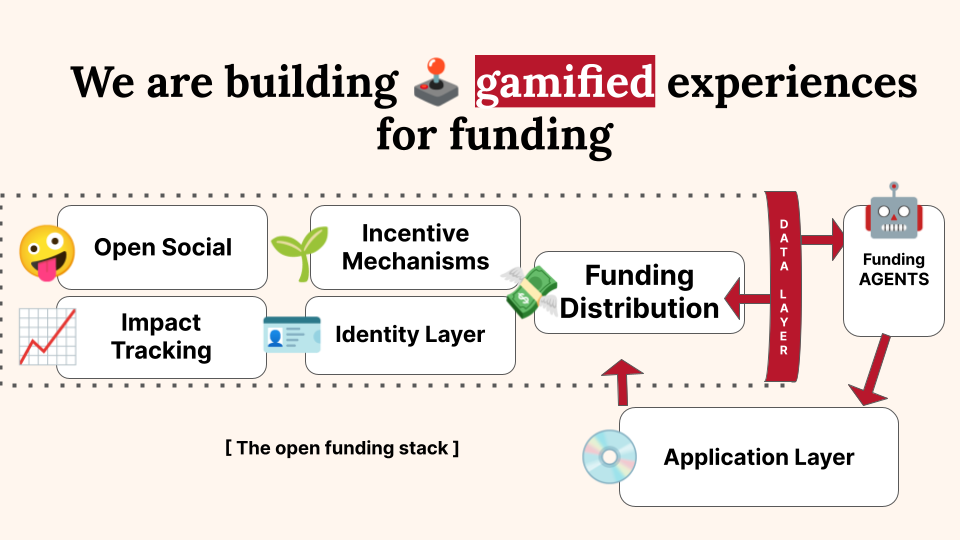 We are building 🕹️ gamified experiences
for funding
Open Social
Incentive
Mechanisms
Impact
Tracking
Identity Layer
Funding
Distribution
DATA LAYER
Funding
AGENTS
[ The open funding stack ]
Application Layer